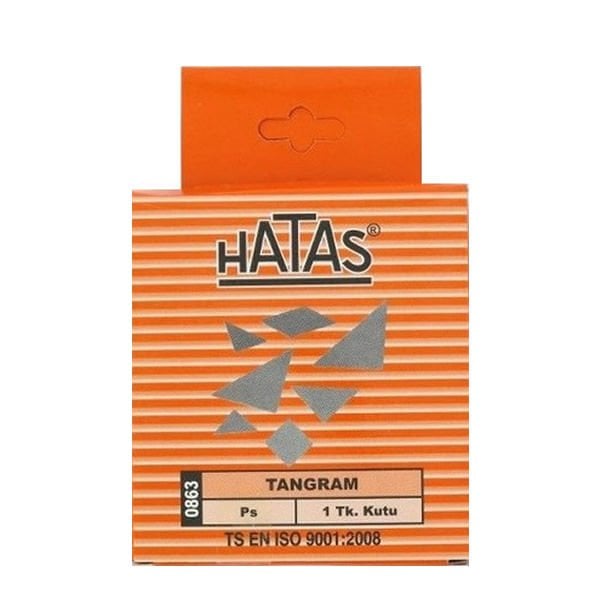 HATAS®
0863
TANGRAM
Ps
1 Tk. Kutu
TS EN ISO 9001:2008